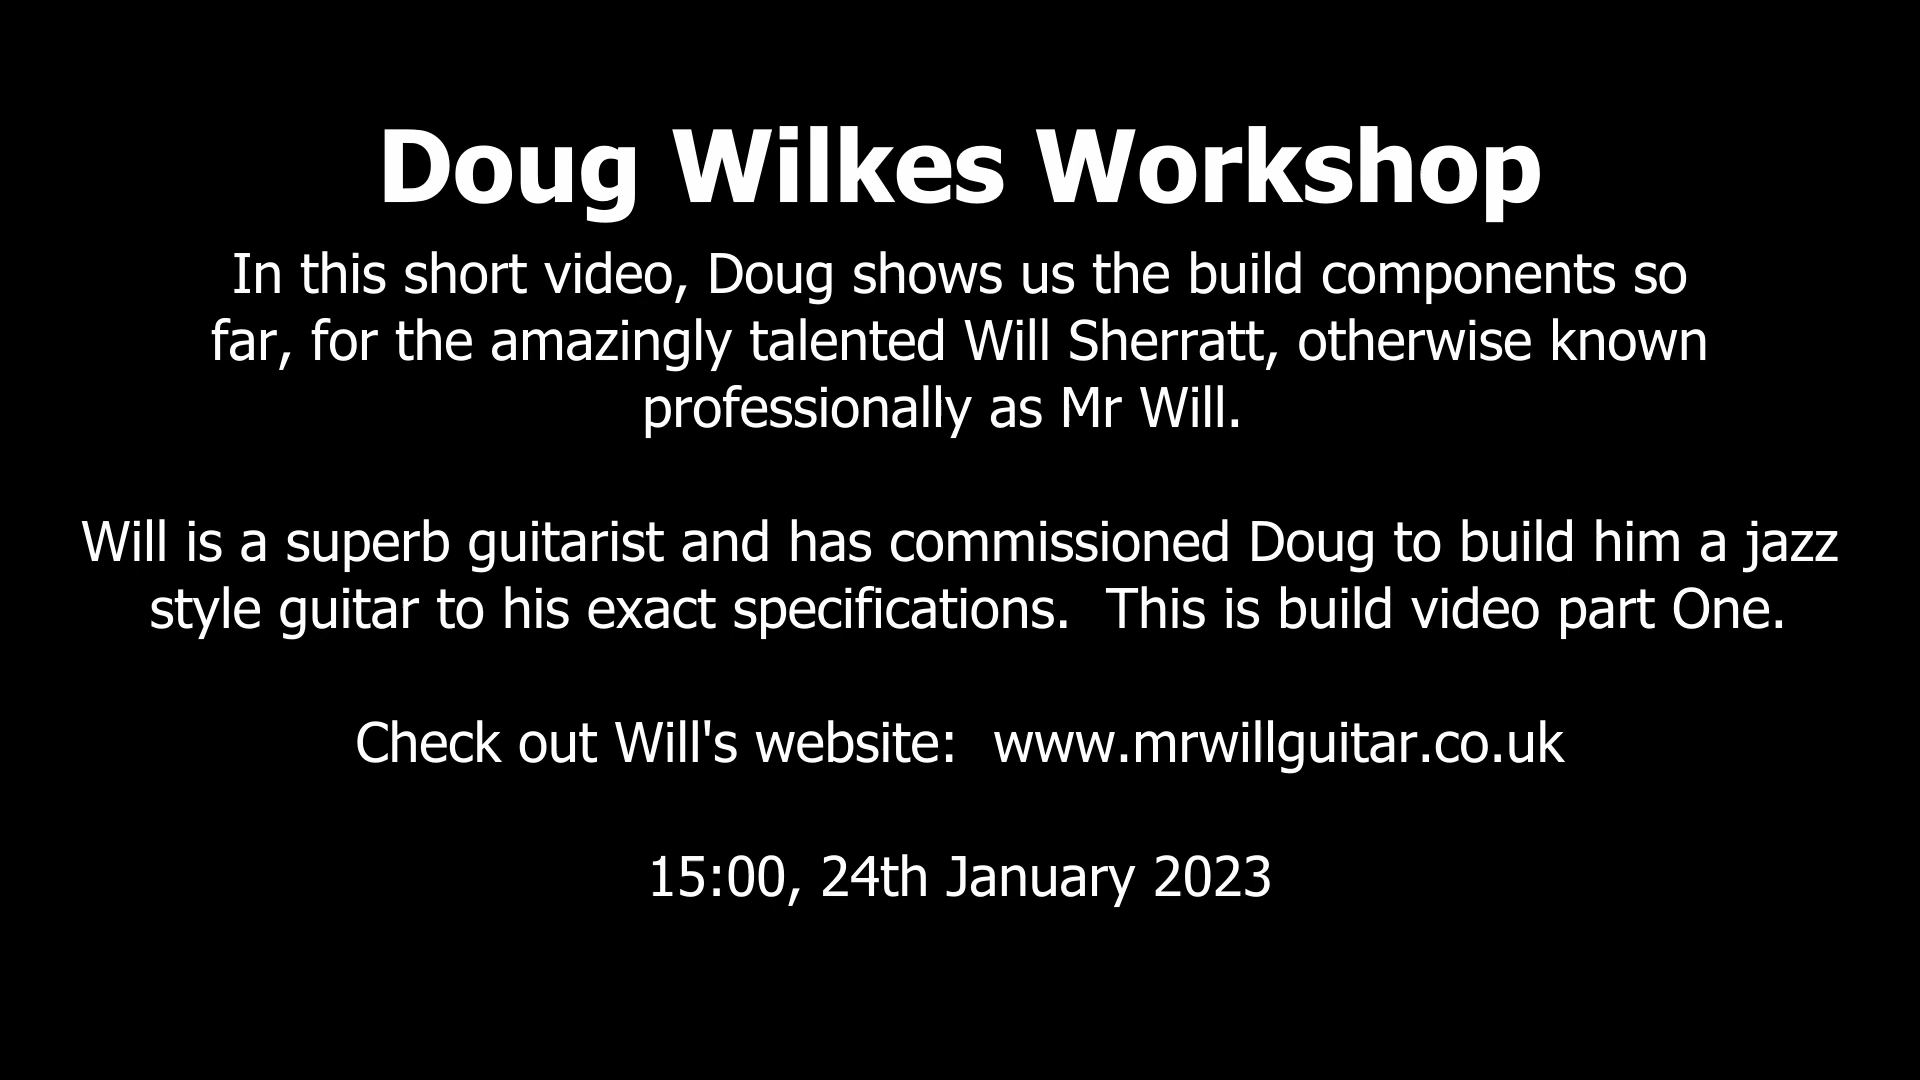 Doug Wilkes Workshop
In this short video, Doug shows us the build components so
far, for the amazingly talented Will Sherratt, otherwise known
professionally as Mr Will.
Will is a superb guitarist and has commissioned Doug to build him a jazz
style guitar to his exact specifications.  This is build video part One.
Check out Will's website:  www.mrwillguitar.co.uk
15:00, 24th January 2023